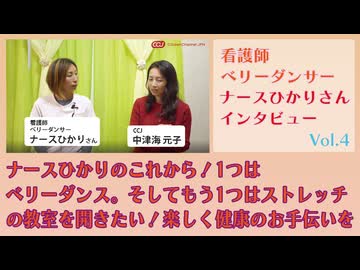 CCJ CitizenChannel JPN
看護師
ベリーダンサー
ナースひかりさん
インタビュー
Vol.4
看護師
ベリーダンサー
ナースひかりさん
CCJ
中津海 元子
ナースひかりのこれから!1つは
ベリーダンス。そしてもう1つはストレッチ
の教室を開きたい!楽しく健康のお手伝いを